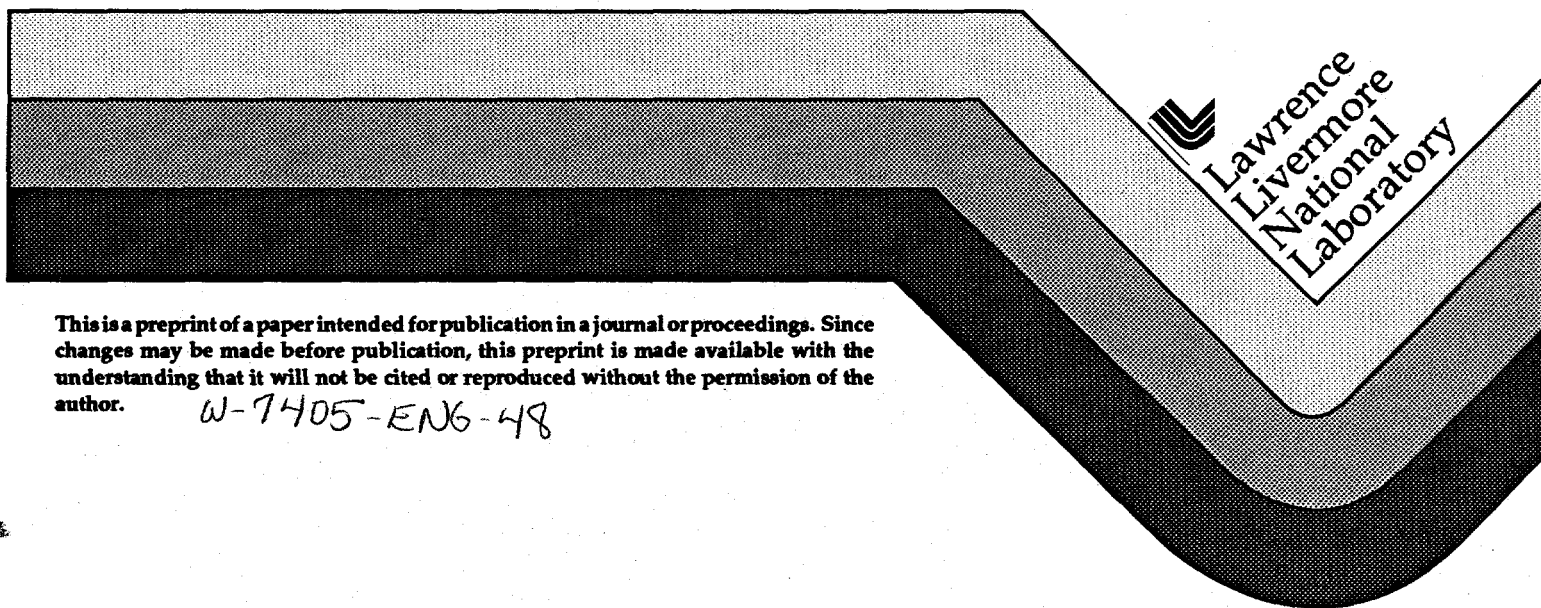 Lawrence
Livermore
National
Laboratory
This is a preprint of a paper intended for publication in a journal or proceedings. Since
changes may be made before publication, this preprint is made available with the
understanding that it will not be cited or reproduced without the permission of the
author.
W-7405-ENG-48